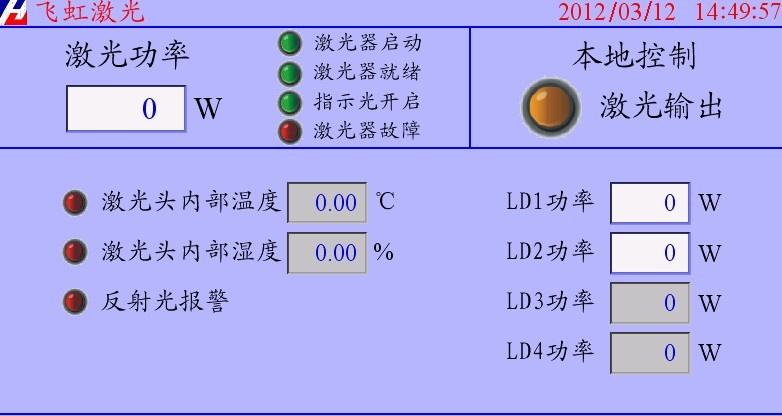 飞虹激光 2012/03/12 14:49:57
激光功率
0 W
激光器启动
激光器就绪
指示光开启
激光器故障
本地控制
激光输出
激光头内部温度 0.00 ℃
激光头内部湿度 0.00 %
反射光报警
LD1功率 0 W
LD2功率 0 W
LD3功率 0 W
LD4功率 0 W